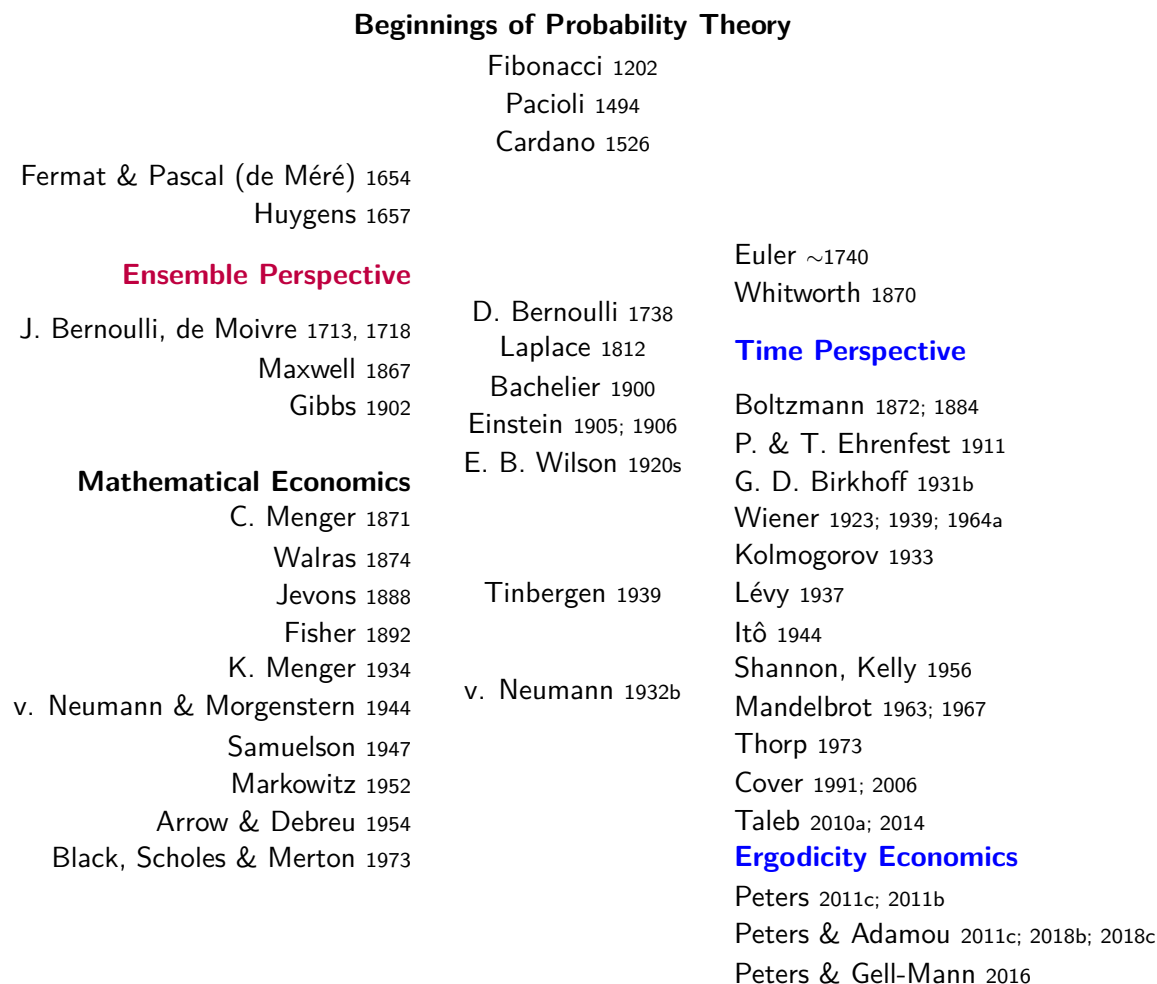 Beginnings of Probability Theory
Fibonacci 1202
Pacioli 1494
Cardano 1526
Fermat & Pascal (de Méré) 1654
Huygens 1657
Ensemble Perspective
J. Bernoulli, de Moivre 1713, 1718
Maxwell 1867
Gibbs 1902
Mathematical Economics
C. Menger 1871
Walras 1874
Jevons 1888
Fisher 1892
K. Menger 1934
v. Neumann & Morgenstern 1944
Samuelson 1947
Markowitz 1952
Arrow & Debreu 1954
Black, Scholes & Merton 1973
D. Bernoulli 1738
Laplace 1812
Bachelier 1900
Einstein 1905; 1906
E. B. Wilson 1920s
Tinbergen 1939
v. Neumann 1932b
Euler ~1740
Whitworth 1870
Time Perspective
Boltzmann 1872; 1884
P. & T. Ehrenfest 1911
G. D. Birkhoff 1931b
Wiener 1923; 1939; 1964a
Kolmogorov 1933
Lévy 1937
Itô 1944
Shannon, Kelly 1956
Mandelbrot 1963; 1967
Thorp 1973
Cover 1991; 2006
Taleb 2010a; 2014
Ergodicity Economics
Peters 2011c; 2011b
Peters & Adamou 2011c; 2018b; 2018c
Peters & Gell-Mann 2016